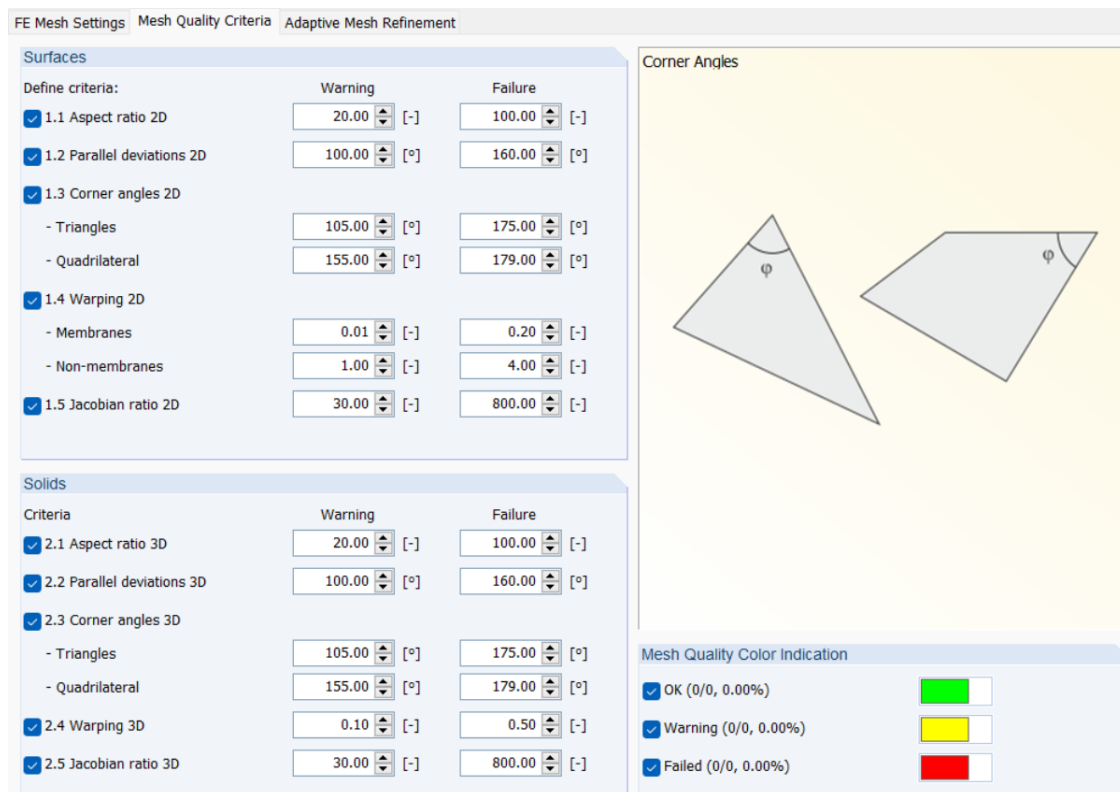 FE Mesh Settings Mesh Quality Criteria Adaptive Mesh Refinement
Surfaces
Define criteria: Warning Failure
1.1 Aspect ratio 2D 20.00 [-] 100.00 [-]
1.2 Parallel deviations 2D 100.00 [°] 160.00 [°]
1.3 Corner angles 2D
- Triangles 105.00 [°] 175.00 [°]
- Quadrilateral 155.00 [°] 179.00 [°]
1.4 Warping 2D
- Membranes 0.01 [-] 0.20 [-]
- Non-membranes 1.00 [-] 4.00 [-]
1.5 Jacobian ratio 2D 30.00 [-] 800.00 [-]
Solids
Criteria Warning Failure
2.1 Aspect ratio 3D 20.00 [-] 100.00 [-]
2.2 Parallel deviations 3D 100.00 [°] 160.00 [°]
2.3 Corner angles 3D
- Triangles 105.00 [°] 175.00 [°]
- Quadrilateral 155.00 [°] 179.00 [°]
2.4 Warping 3D 0.10 [-] 0.50 [-]
2.5 Jacobian ratio 3D 30.00 [-] 800.00 [-]
Corner Angles
φ φ
Mesh Quality Color Indication
OK (0/0, 0.00%)
Warning (0/0, 0.00%)
Failed (0/0, 0.00%)